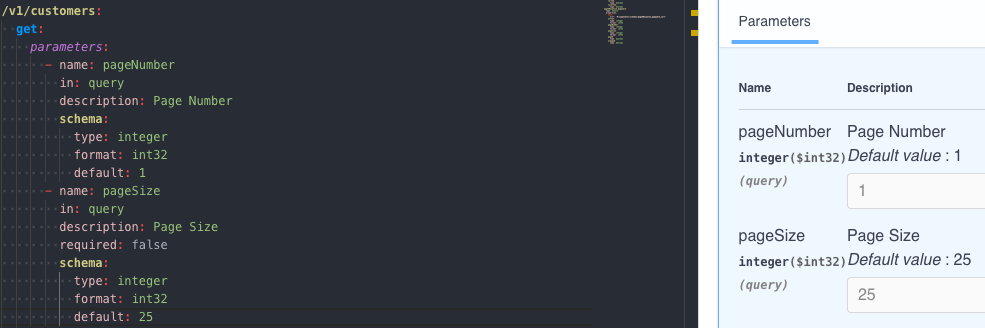 /v1/customers:
get:
parameters:
- name: pageNumber
in: query
description: Page Number
schema:
type: integer
format: int32
default: 1
- name: pageSize
in: query
description: Page Size
required: false
schema:
type: integer
format: int32
default: 25
Parameters
Name Description
pageNumber Page Number
integer($int32) Default value : 1
(query)
1
pageSize Page Size
integer($int32) Default value : 25
(query)
25